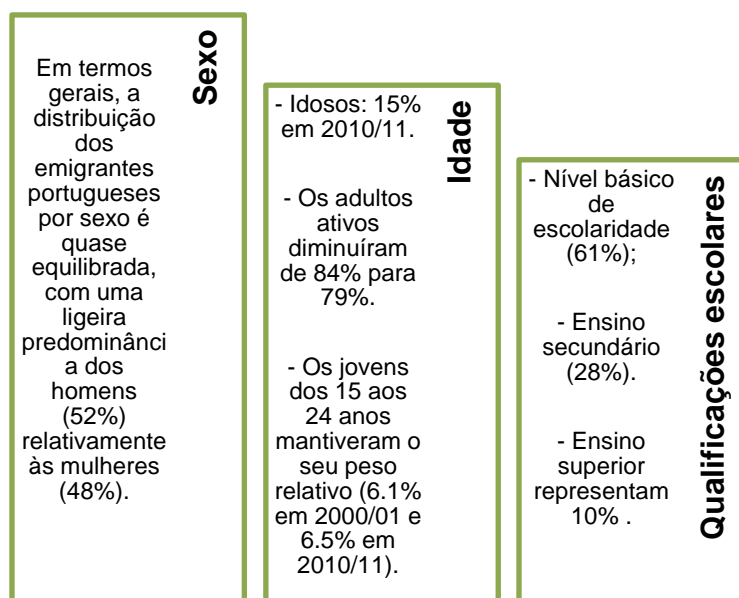 Sexo
Em termos
gerais, a
distribuição
dos
emigrantes
portugueses
por sexo é
quase
equilibrada,
com uma
ligeira
predominânci
a dos
homens
(52%)
relativamente
às mulheres
(48%).
Idade
- Idosos: 15%
em 2010/11.
- Os adultos
ativos
diminuíram
de 84% para
79%.
- Os jovens
dos 15 aos
24 anos
mantiveram o
seu peso
relativo (6.1%
em 2000/01 e
6.5% em
2010/11).
Qualificações escolares
- Nível básico
de
escolaridade
(61%);
- Ensino
secundário
(28%).
- Ensino
superior
representam
10% .